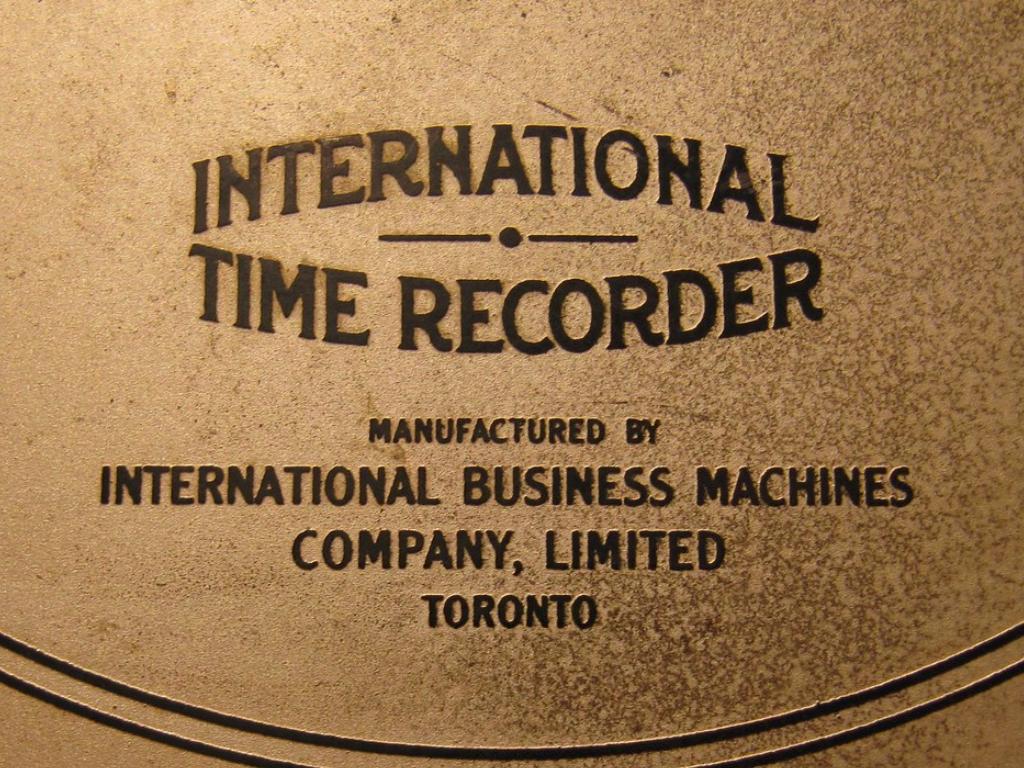 INTERNATIONAL
TIME RECORDER
MANUFACTURED BY
INTERNATIONAL BUSINESS MACHINES
COMPANY, LIMITED
TORONTO